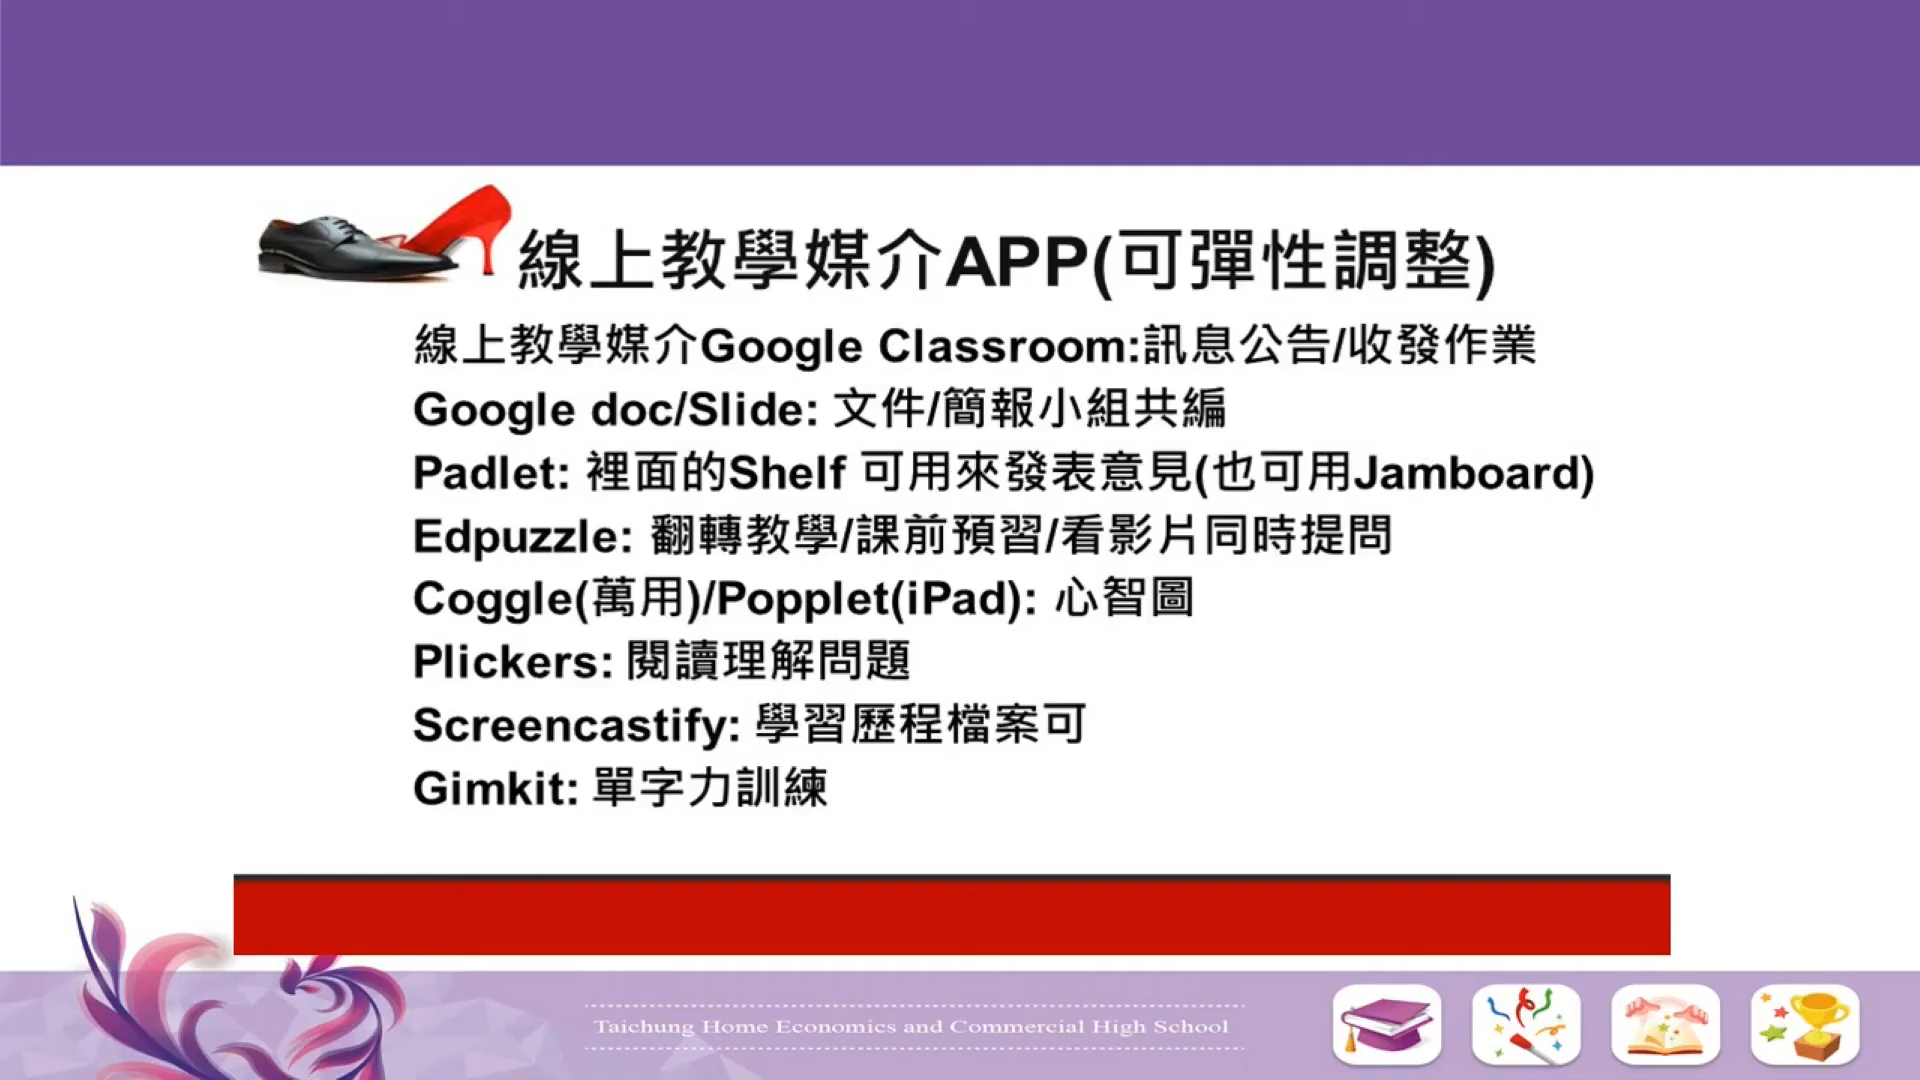 線上教學媒介APP(可彈性調整)
線上教學媒介Google Classroom:訊息公告/收發作業
Google doc/Slide: 文件/簡報小組共編
Padlet: 裡面的Shelf 可用來發表意見(也可用Jamboard)
Edpuzzle: 翻轉教學/課前預習/看影片同時提問
Coggle(萬用)/Popplet(iPad): 心智圖
Plickers: 閱讀理解問題
Screencastify: 學習歷程檔案可
Gimkit: 單字力訓練
Taichung Home Economics and Commercial High School